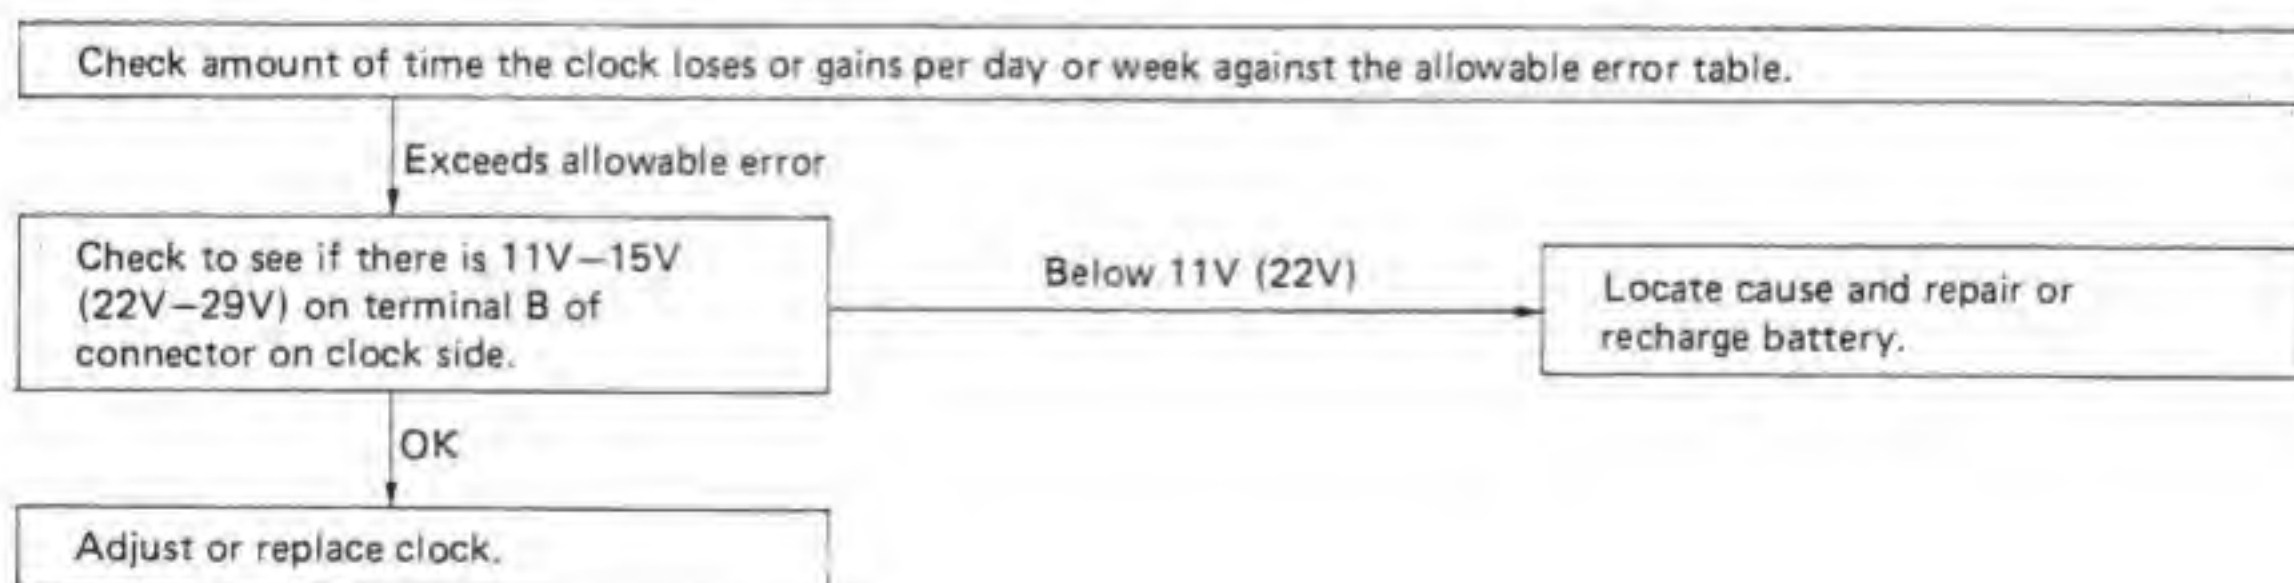 Check amount of time the clock loses or gains per day or week against the allowable error table.
Exceeds allowable error
Check to see if there is 11V–15V
(22V–29V) on terminal B of
connector on clock side.
Below 11V (22V)
Locate cause and repair or
recharge battery.
OK
Adjust or replace clock.